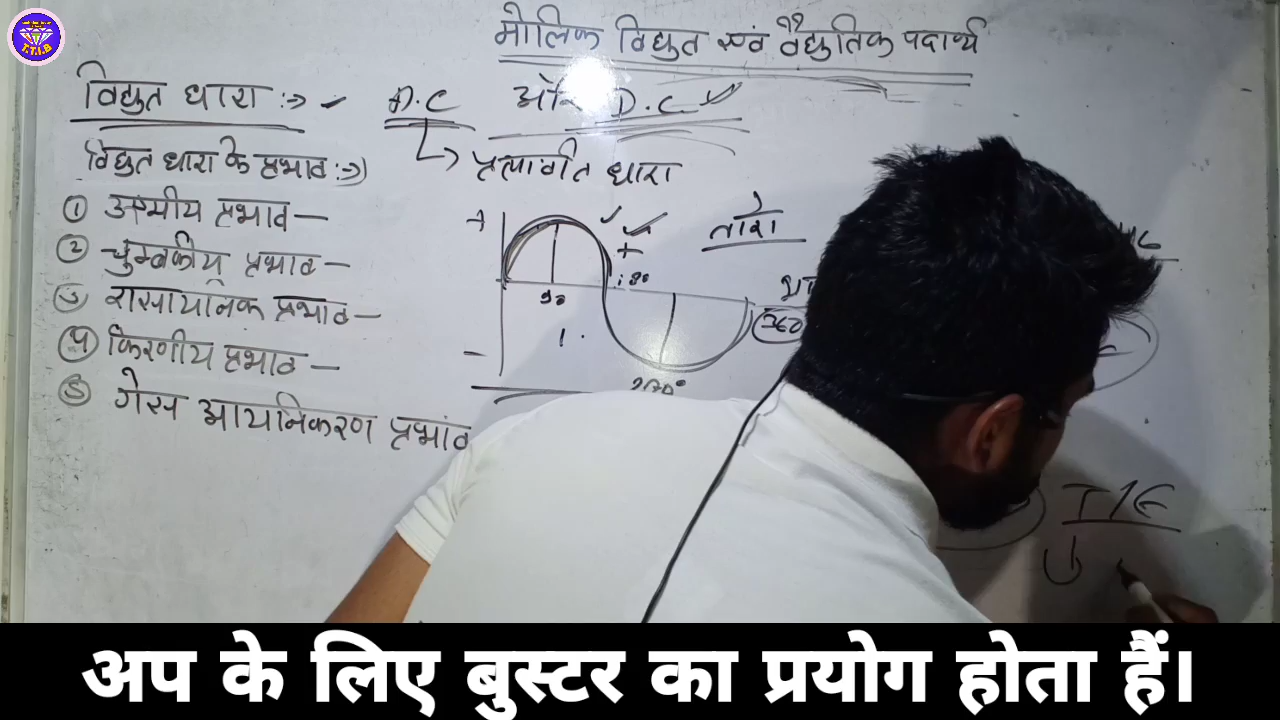 T.T.I.B
मौलिक विद्युत एवं वैद्युतिक पदार्थ
विद्युत धारा :→ A.C और D.C
→ प्रत्यावर्ती धारा
विद्युत धारा के प्रभाव :→
① उष्मीय प्रभाव —
② चुम्बकीय प्रभाव —
③ रासायनिक प्रभाव —
④ किरणीय प्रभाव —
⑤ गैस आयनिकरण प्रभाव
+
+
180
90
360
270°
—
तांबा
अप के लिए बुस्टर का प्रयोग होता हैं।